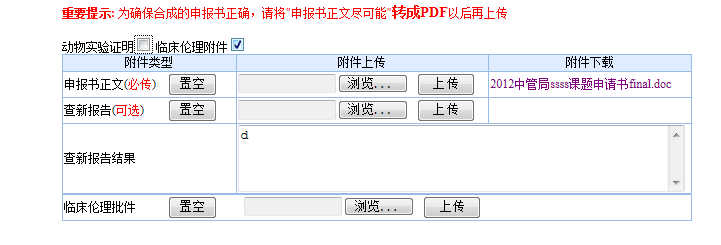 重要提示: 为确保合成的申报书正确，请将"申报书正文尽可能"转成PDF以后再上传
动物实验证明 临床伦理附件
附件类型 附件上传 附件下载
申报书正文(必传) 置空 浏览... 上传 2012中管局ssss课题申请书final.doc
查新报告(可选) 置空 浏览... 上传
查新报告结果 d
临床伦理批件 置空 浏览... 上传